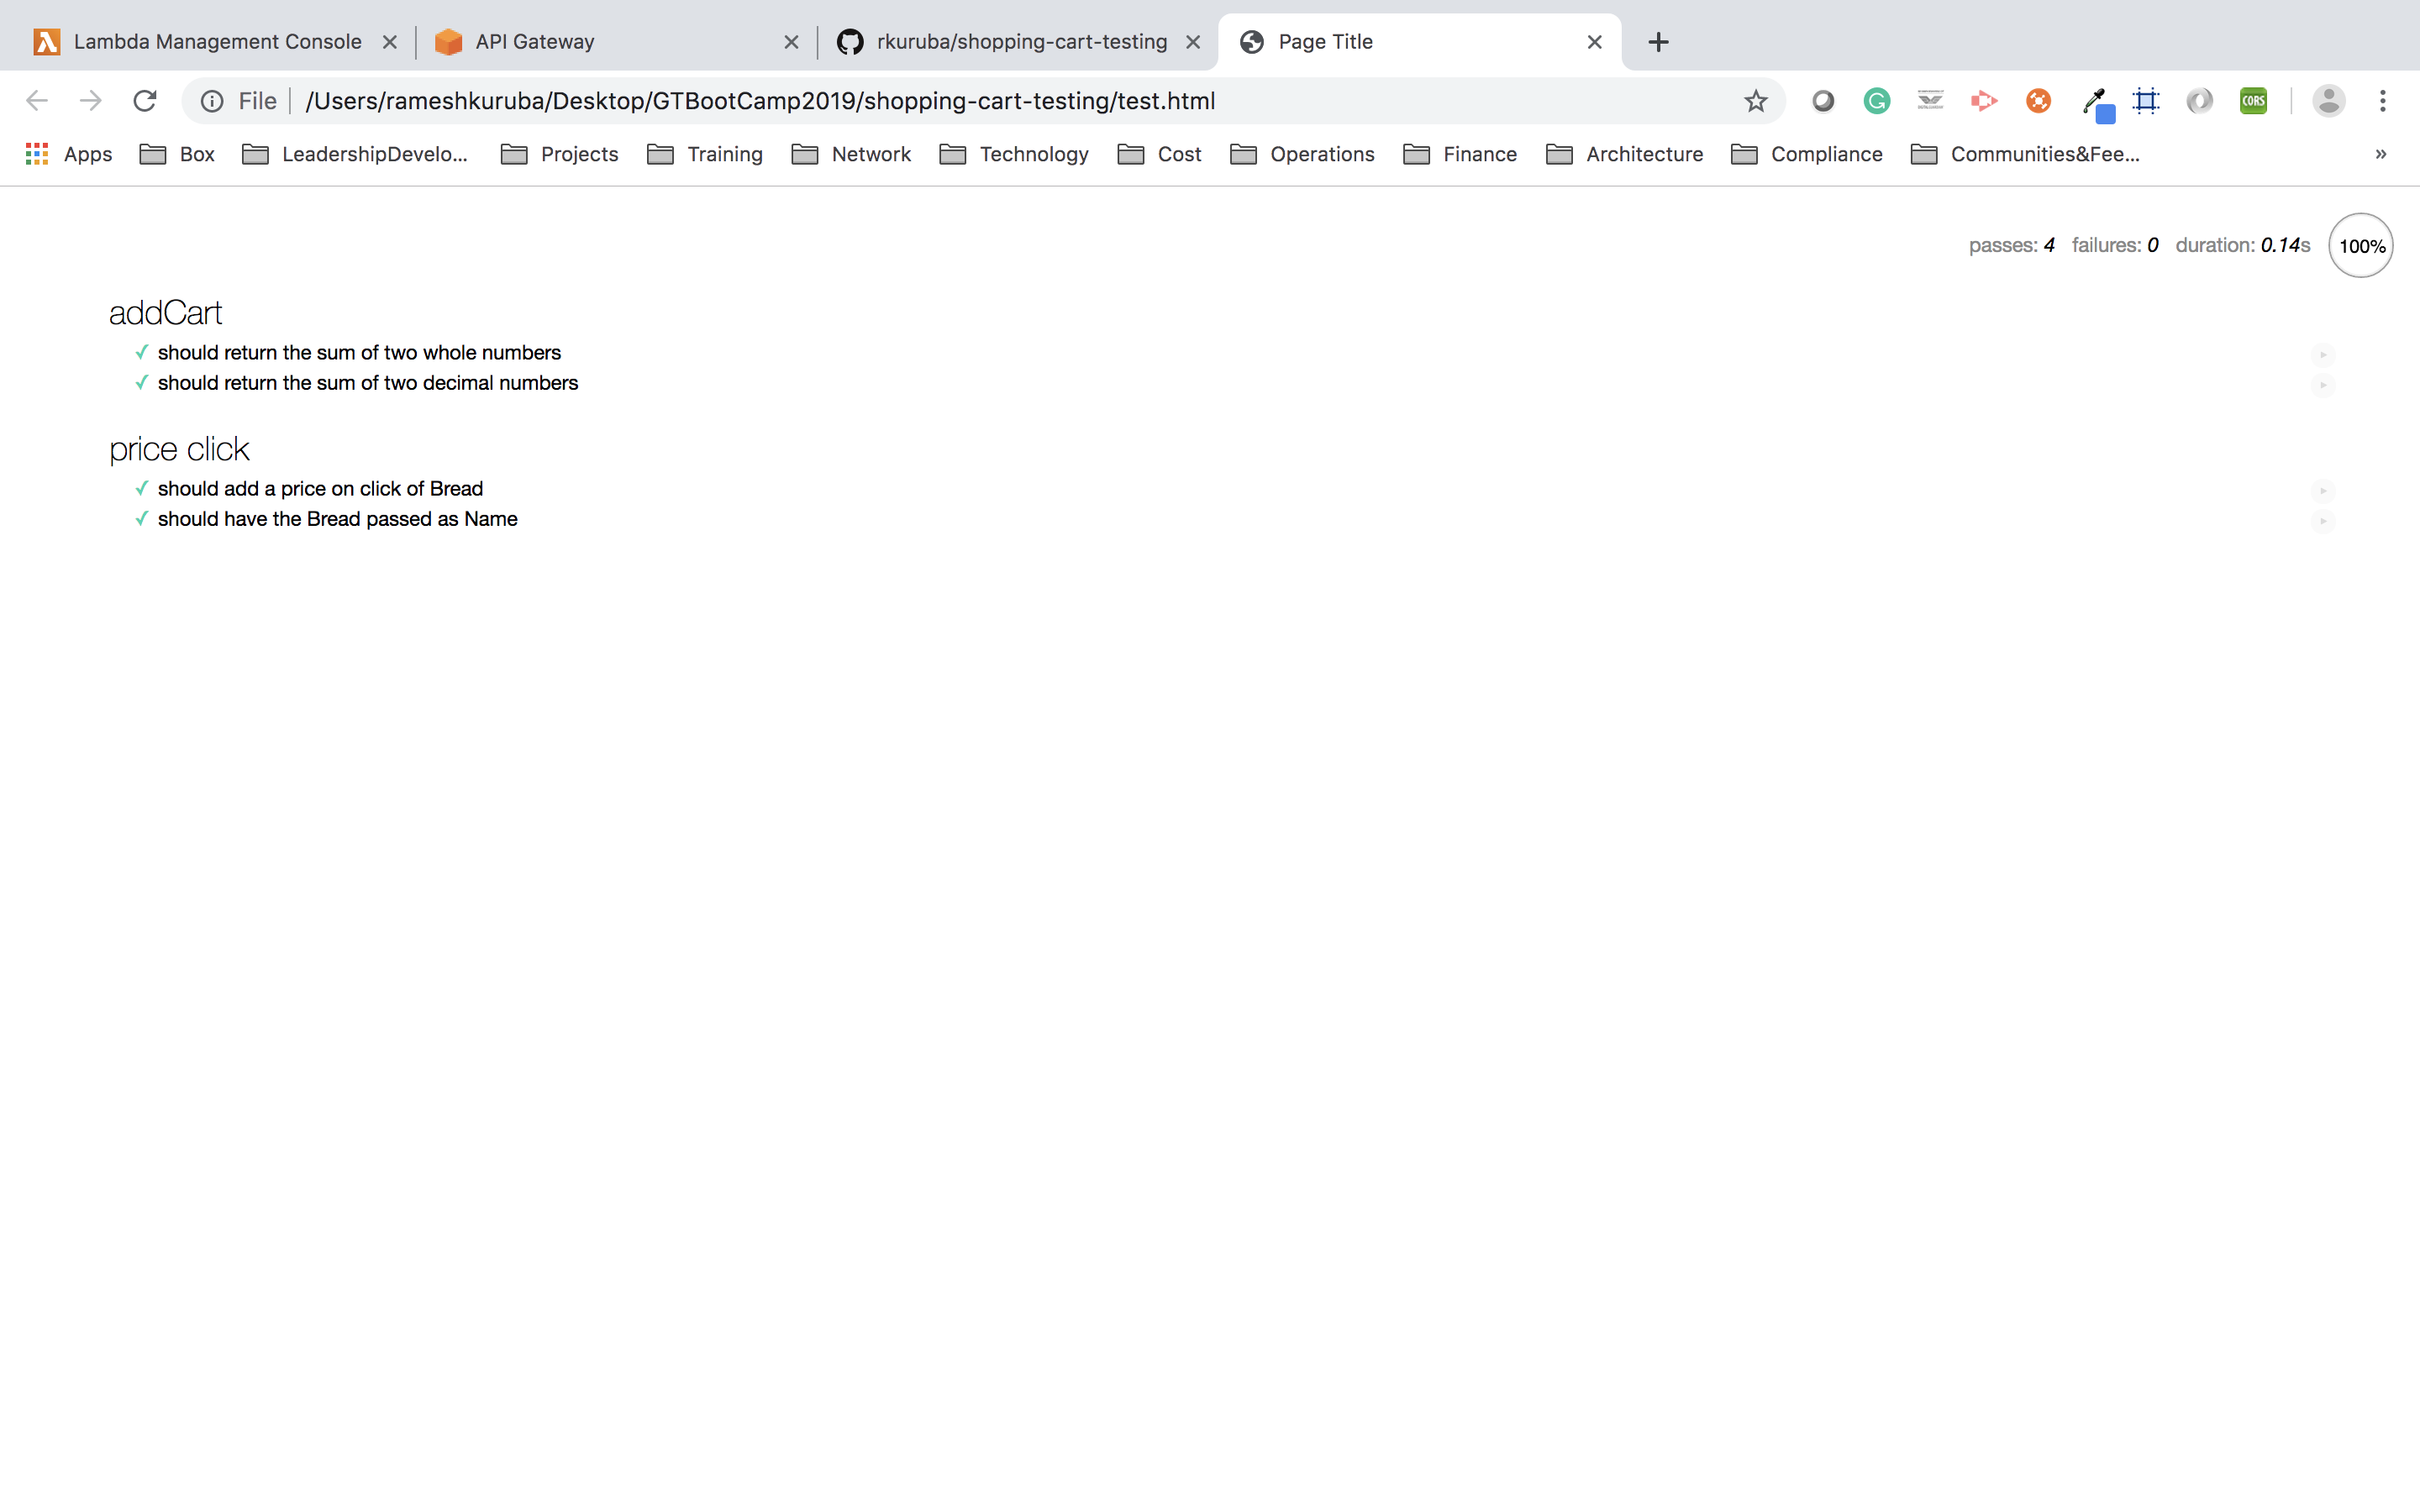 Lambda Management Console API Gateway rkuruba/shopping-cart-testing Page Title
File /Users/rameshkuruba/Desktop/GTBootCamp2019/shopping-cart-testing/test.html CORS
Apps Box LeadershipDevelo... Projects Training Network Technology Cost Operations Finance Architecture Compliance Communities&Fee... »
passes: 4 failures: 0 duration: 0.14s 100%
addCart
✓ should return the sum of two whole numbers
✓ should return the sum of two decimal numbers
price click
✓ should add a price on click of Bread
✓ should have the Bread passed as Name